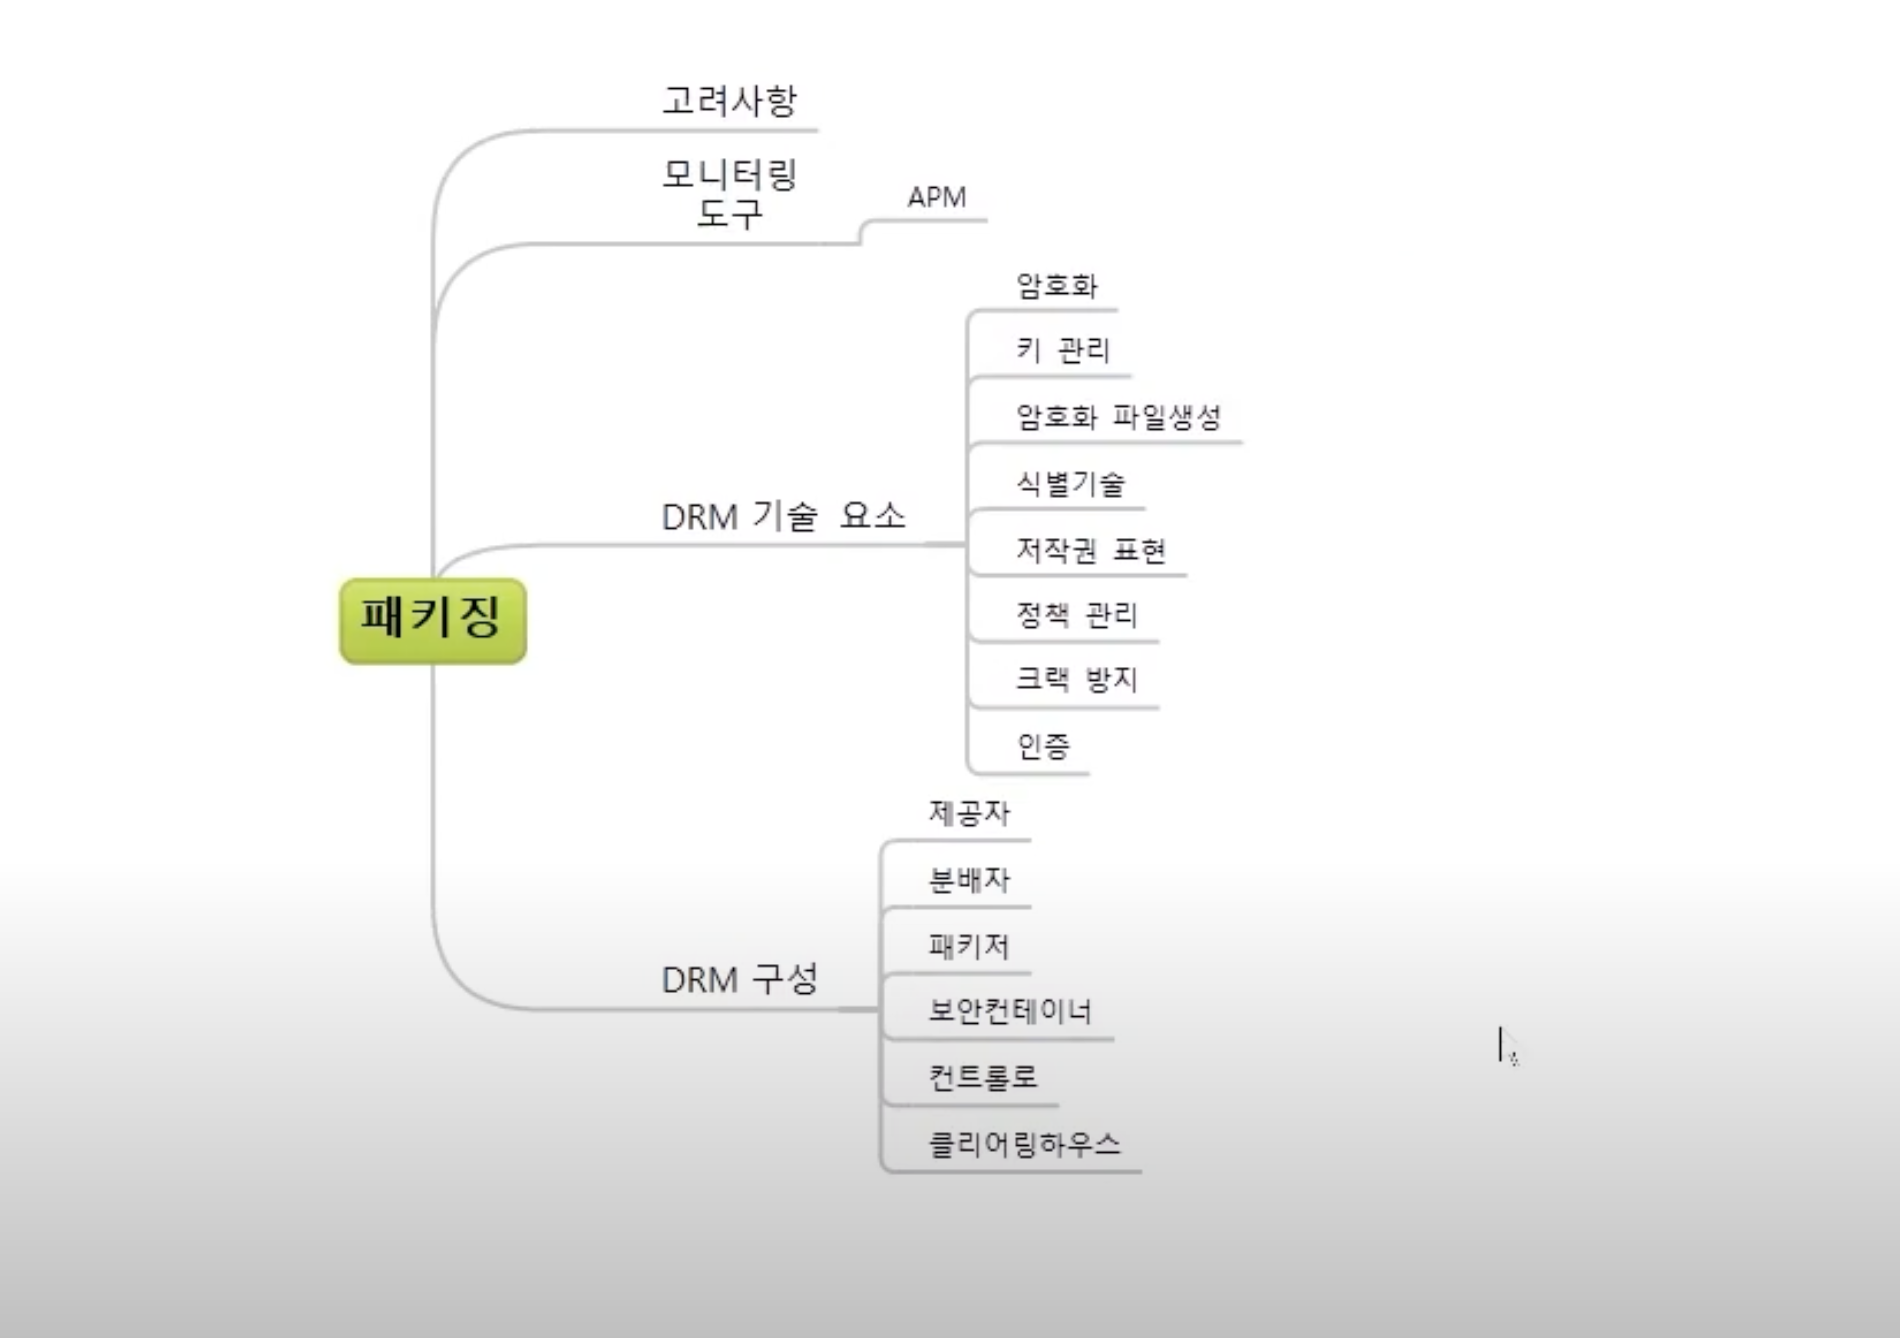 고려사항
모니터링
도구
APM
암호화
키 관리
암호화 파일생성
식별기술
DRM 기술 요소
저작권 표현
패키징
정책 관리
크랙 방지
인증
제공자
분배자
패키저
DRM 구성
보안컨테이너
컨트롤로
클리어링하우스